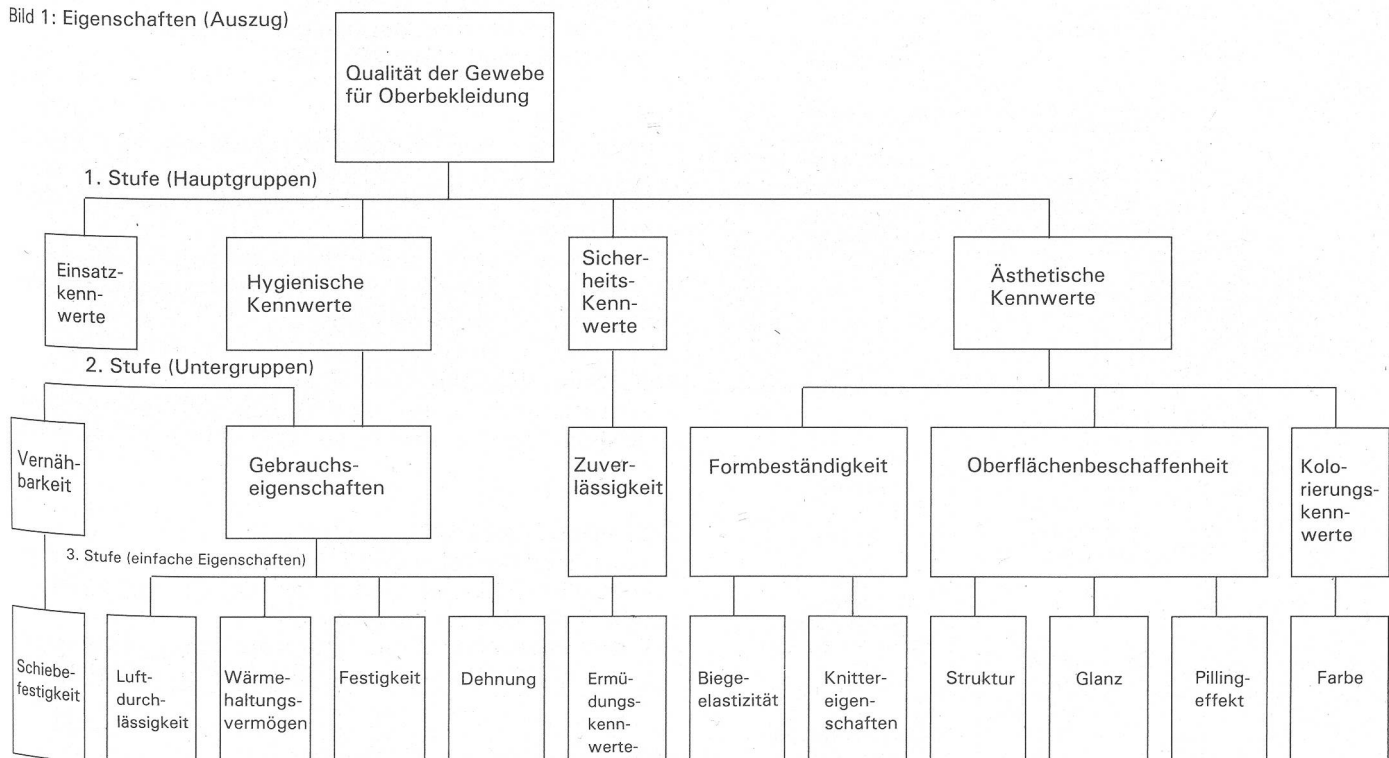 Bild 1: Eigenschaften (Auszug)
Qualität der Gewebe
für Oberbekleidung
1. Stufe (Hauptgruppen)
Einsatz-
kenn-
werte
Hygienische
Kennwerte
Sicher-
heits-
Kenn-
werte
Ästhetische
Kennwerte
2. Stufe (Untergruppen)
Vernäh-
barkeit
Gebrauchs-
eigenschaften
Zuver-
lässigkeit
Formbeständigkeit
Oberflächenbeschaffenheit
Kolo-
rierungs-
kenn-
werte
3. Stufe (einfache Eigenschaften)
Schiebe-
festigkeit
Luft-
durch-
lässigkeit
Wärme-
haltungs-
vermögen
Festigkeit
Dehnung
Ermü-
dungs-
kenn-
werte-
Biege-
elastizität
Knitter-
eigen-
schaften
Struktur
Glanz
Pilling-
effekt
Farbe